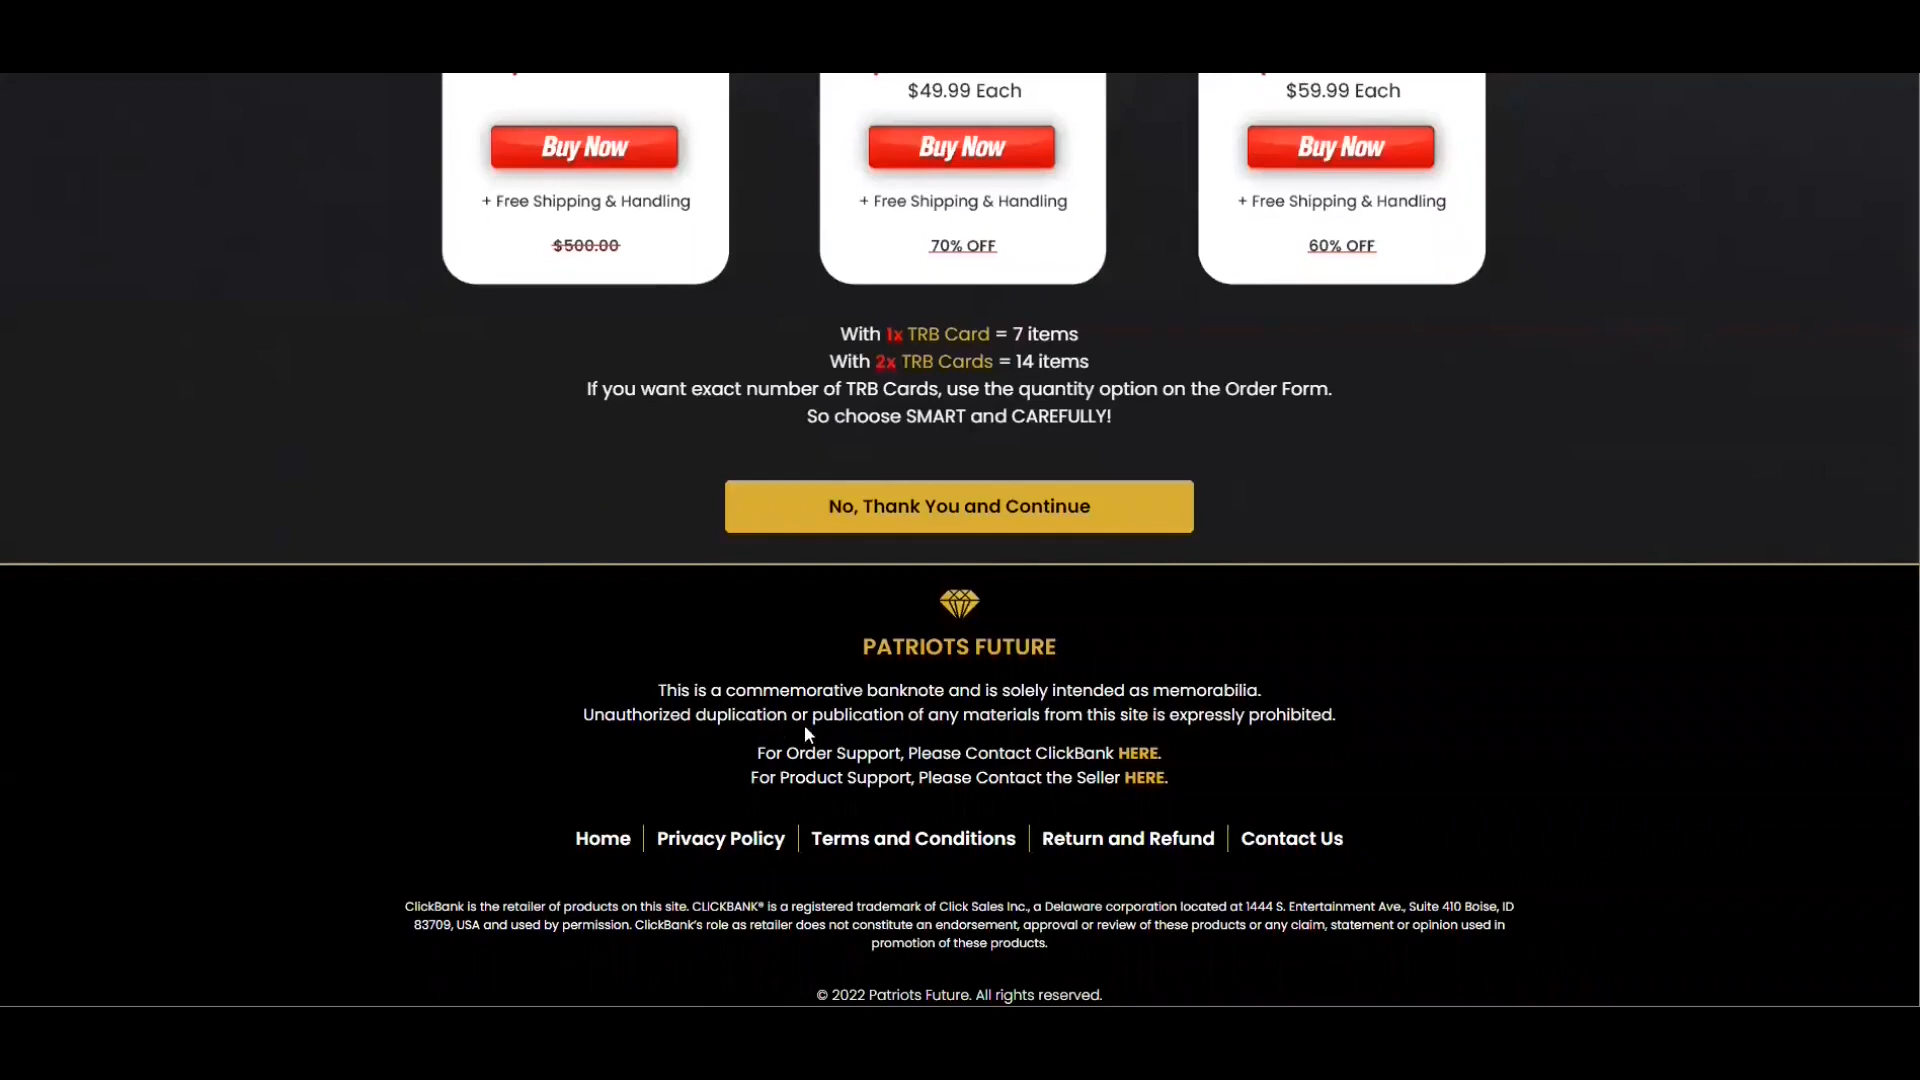 $49.99 Each
$59.99 Each
Buy Now
Buy Now
Buy Now
+ Free Shipping & Handling
+ Free Shipping & Handling
+ Free Shipping & Handling
$500.00
70% OFF
60% OFF
With 1x TRB Card = 7 items
With 2x TRB Cards = 14 items
If you want exact number of TRB Cards, use the quantity option on the Order Form.
So choose SMART and CAREFULLY!
No, Thank You and Continue
PATRIOTS FUTURE
This is a commemorative banknote and is solely intended as memorabilia.
Unauthorized duplication or publication of any materials from this site is expressly prohibited.
For Order Support, Please Contact ClickBank HERE.
For Product Support, Please Contact the Seller HERE.
Home
Privacy Policy
Terms and Conditions
Return and Refund
Contact Us
ClickBank is the retailer of products on this site. CLICKBANK® is a registered trademark of Click Sales Inc., a Delaware corporation located at 1444 S. Entertainment Ave., Suite 410 Boise, ID
83709, USA and used by permission. ClickBank's role as retailer does not constitute an endorsement, approval or review of these products or any claim, statement or opinion used in
promotion of these products.
© 2022 Patriots Future. All rights reserved.